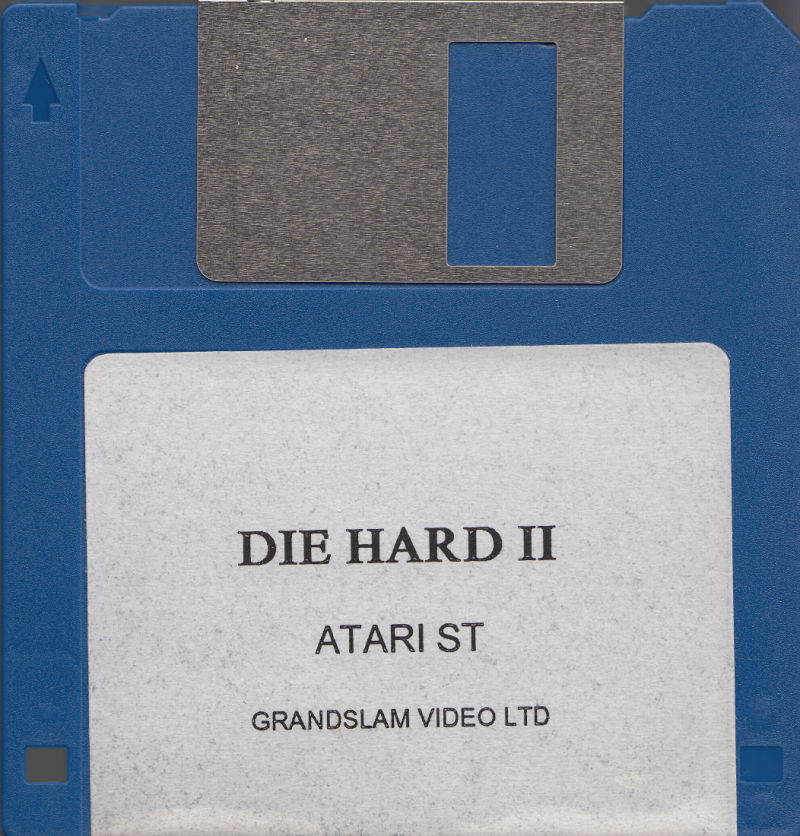 DIE HARD II
ATARI ST
GRANDSLAM VIDEO LTD